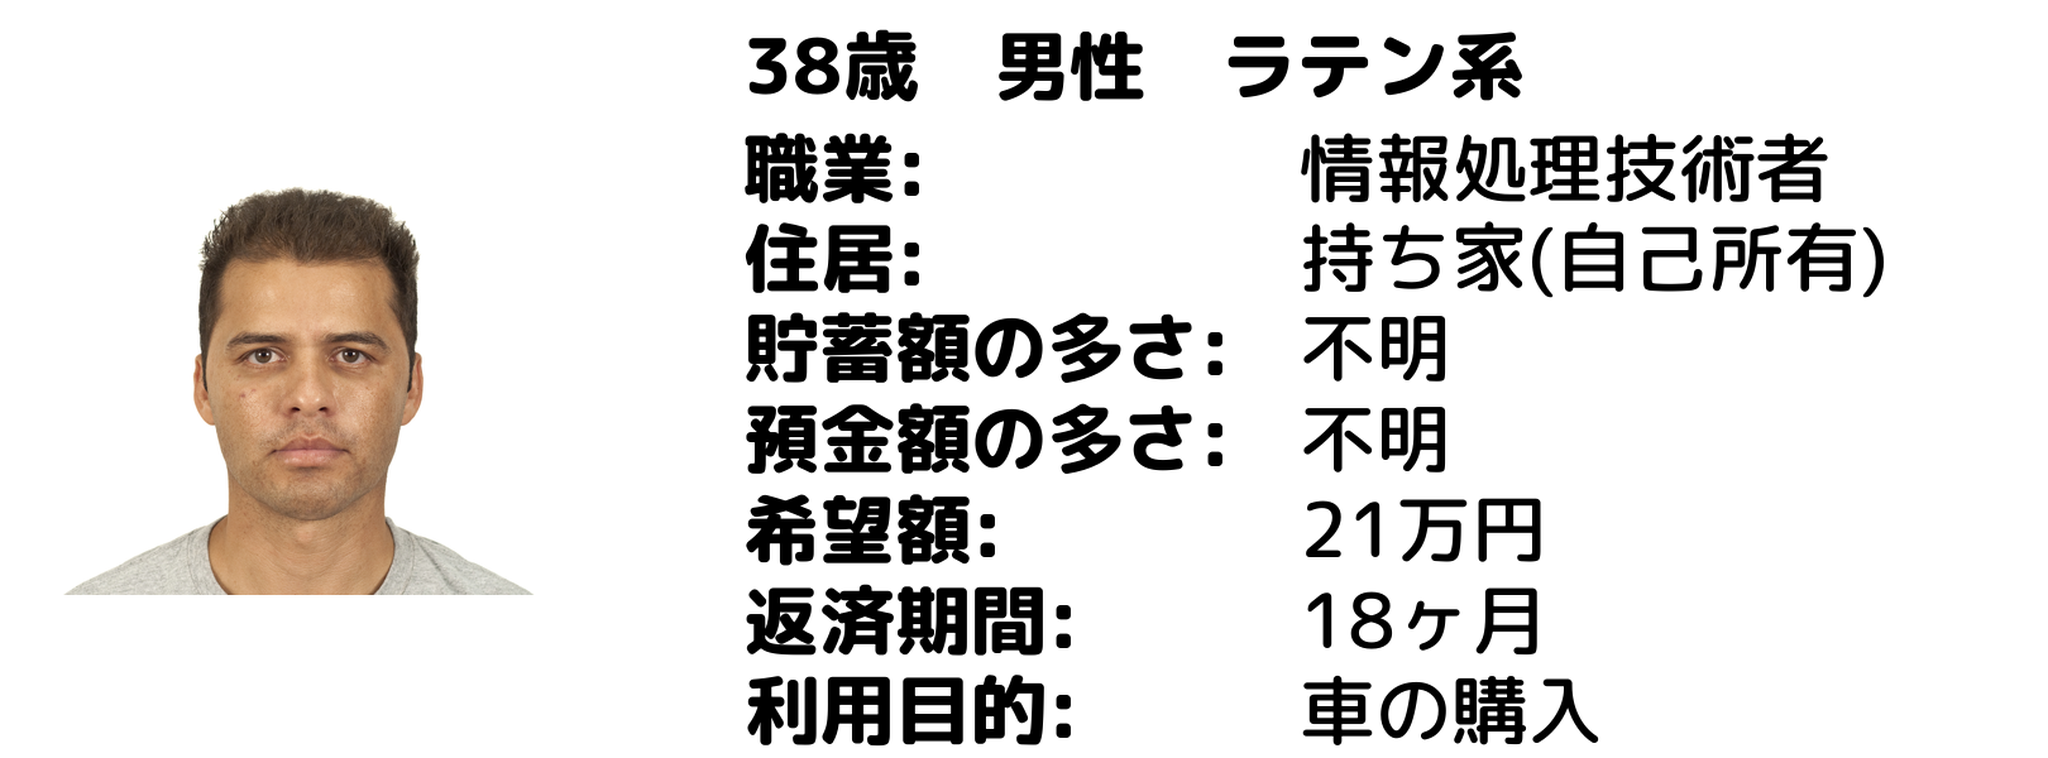 38歳　男性　ラテン系
職業: 情報処理技術者
住居: 持ち家(自己所有)
貯蓄額の多さ: 不明
預金額の多さ: 不明
希望額: 21万円
返済期間: 18ヶ月
利用目的: 車の購入